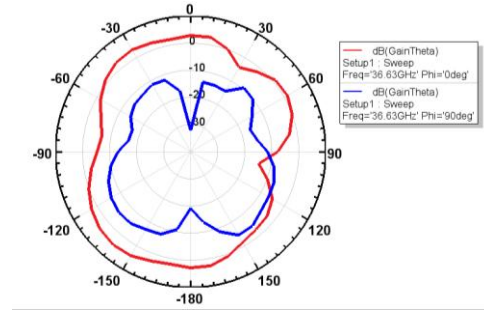 0
-30
30
0
-10
-60
60
-20
-30
-90
90
-120
120
-150
150
-180
dB(GainTheta)
Setup1 : Sweep
Freq='36.63GHz' Phi='0deg'
dB(GainTheta)
Setup1 : Sweep
Freq='36.63GHz' Phi='90deg'